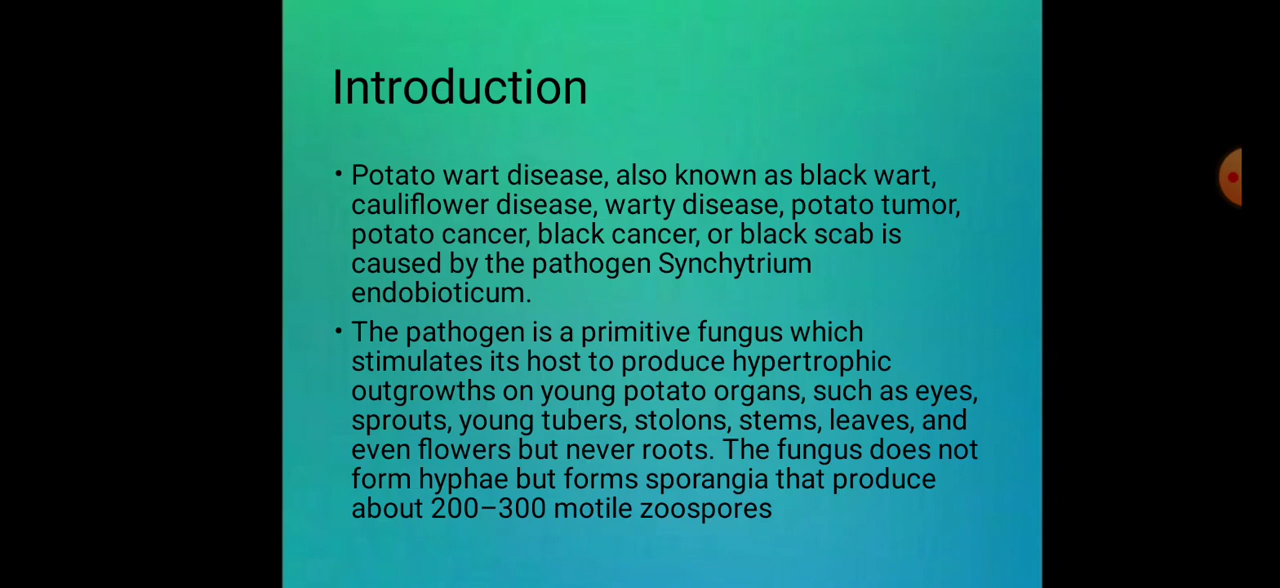 Introduction
• Potato wart disease, also known as black wart,
cauliflower disease, warty disease, potato tumor,
potato cancer, black cancer, or black scab is
caused by the pathogen Synchytrium
endobioticum.
• The pathogen is a primitive fungus which
stimulates its host to produce hypertrophic
outgrowths on young potato organs, such as eyes,
sprouts, young tubers, stolons, stems, leaves, and
even flowers but never roots. The fungus does not
form hyphae but forms sporangia that produce
about 200–300 motile zoospores